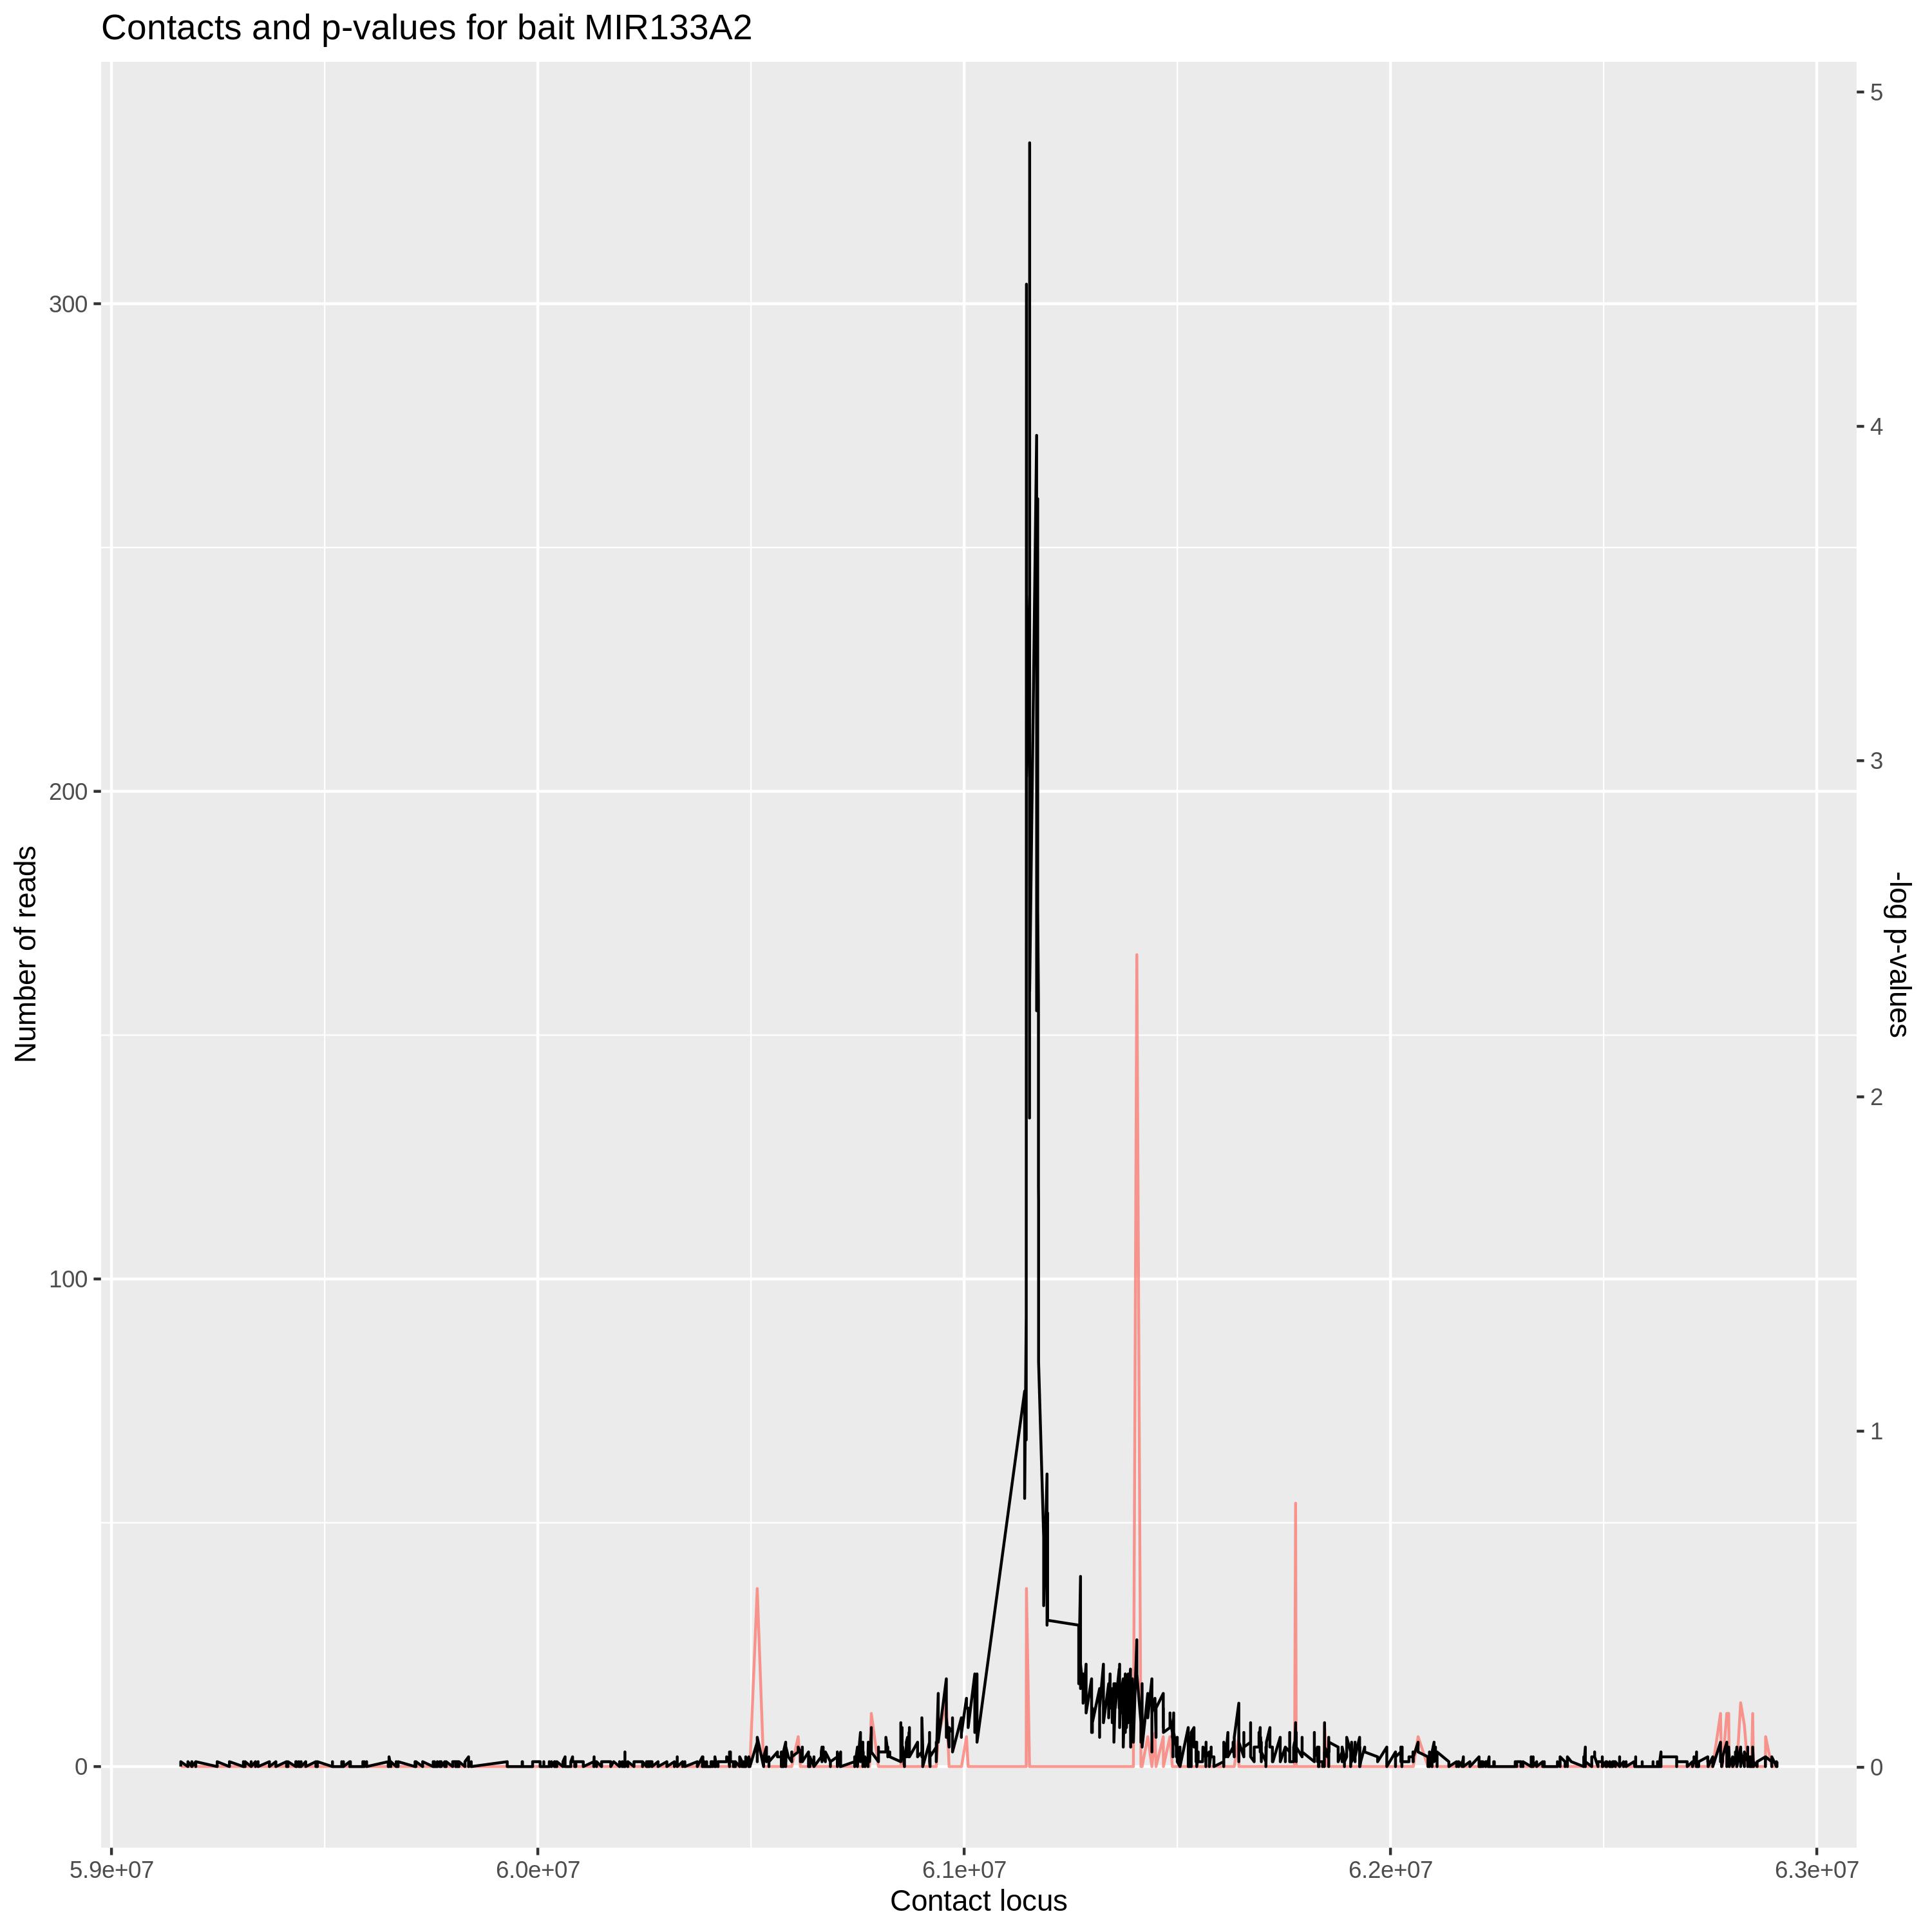 Contacts and p-values for bait MIR133A2
Number of reads
300
200
100
0
5
4
3
2
1
0
-log p-values
5.9e+07
6.0e+07
6.1e+07
6.2e+07
6.3e+07
Contact locus